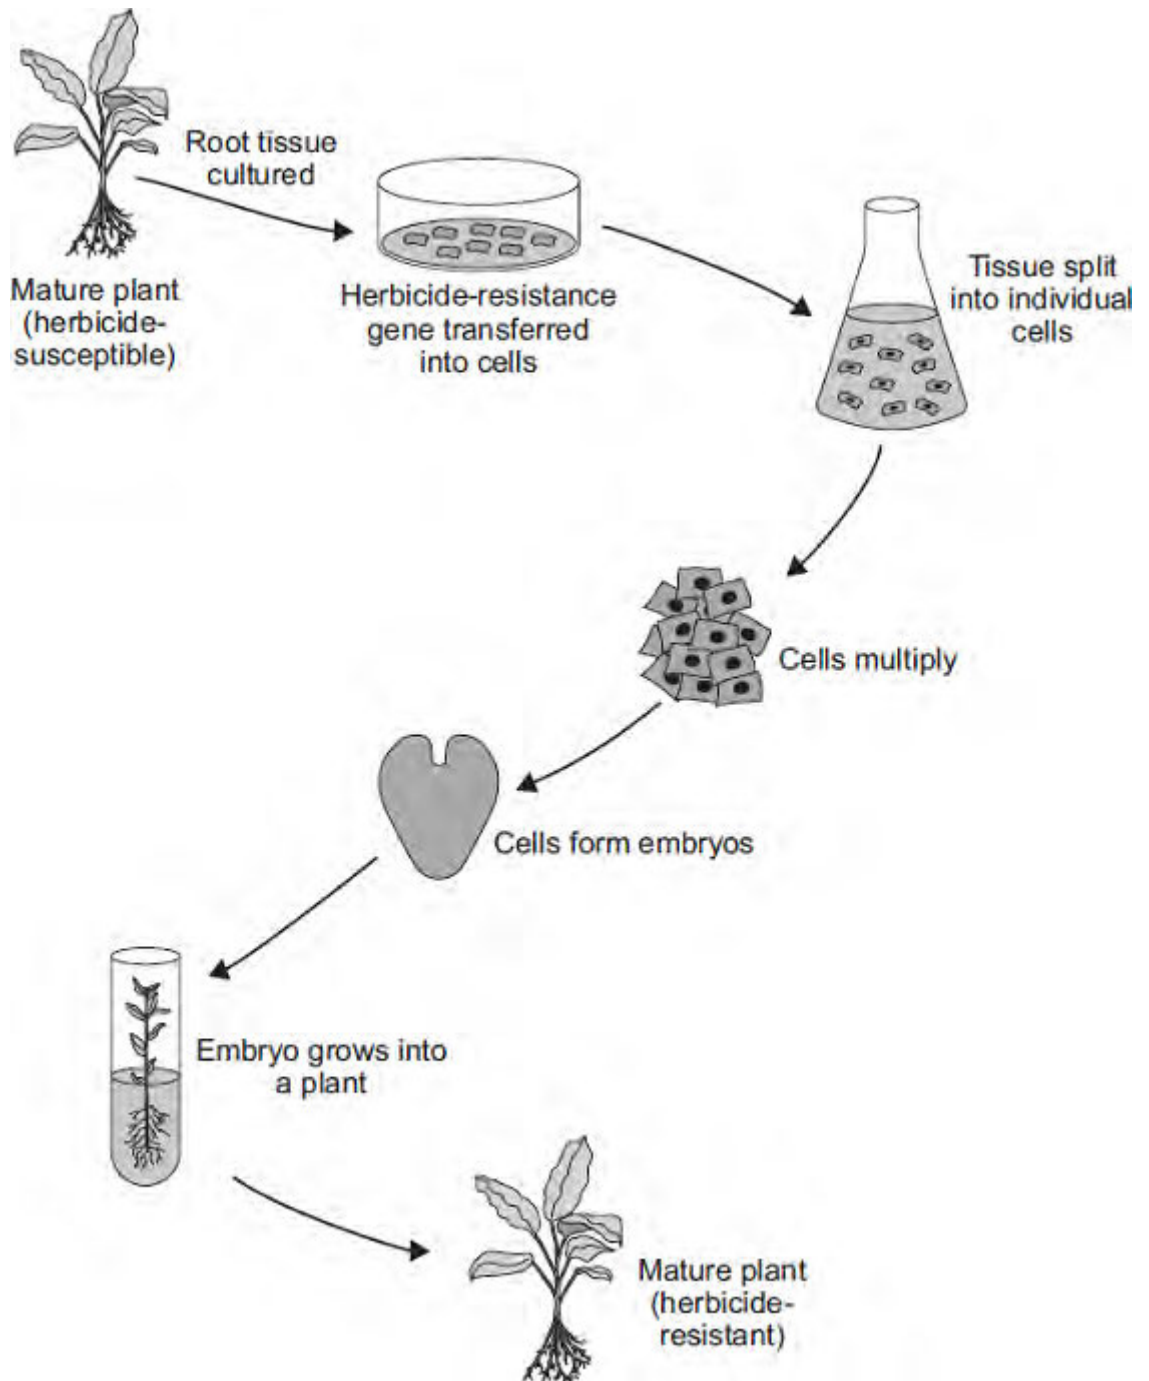 Root tissue
cultured
Mature plant
(herbicide-
susceptible)
Herbicide-resistance
gene transferred
into cells
Tissue split
into individual
cells
Cells multiply
Cells form embryos
Embryo grows into
a plant
Mature plant
(herbicide-
resistant)